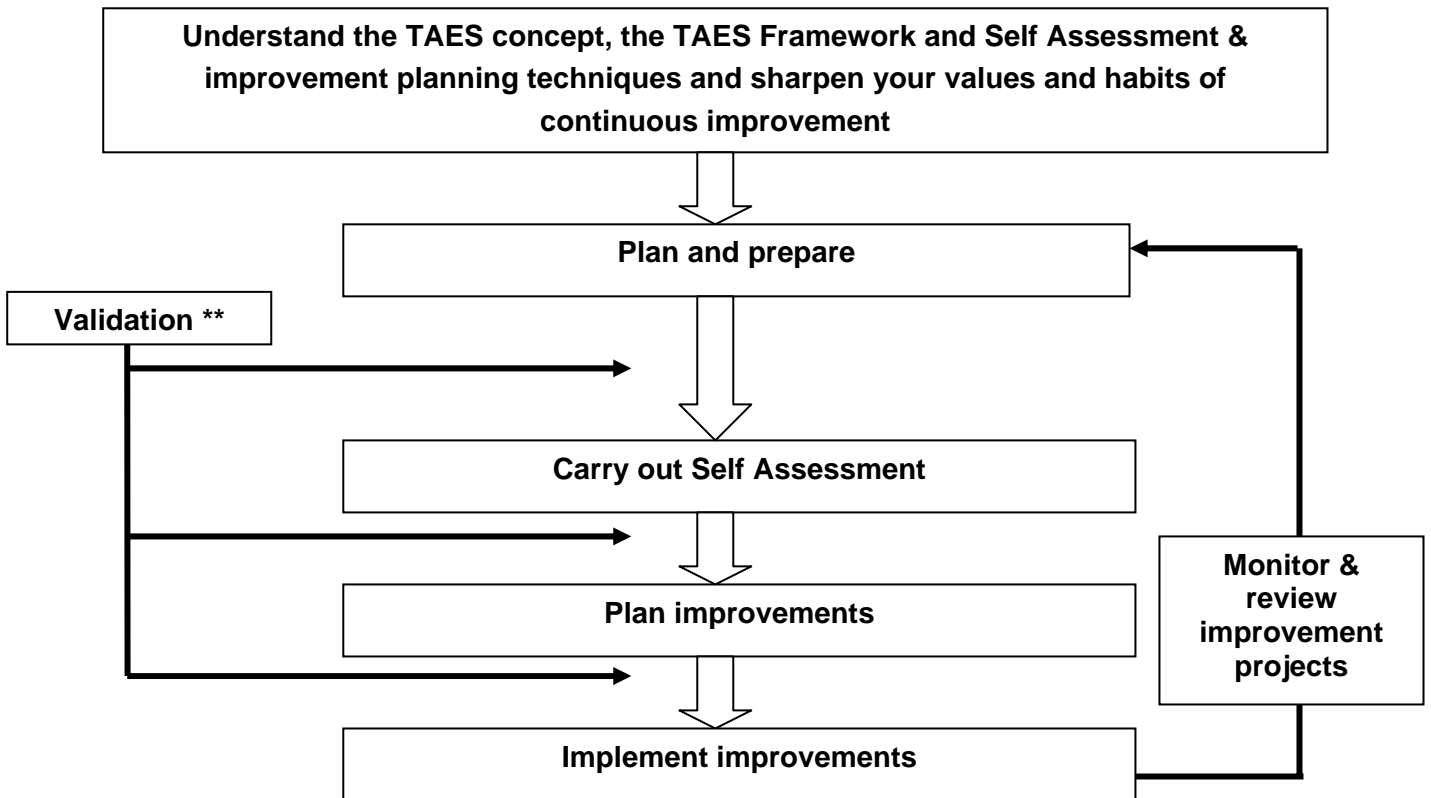 Understand the TAES concept, the TAES Framework and Self Assessment &
improvement planning techniques and sharpen your values and habits of
continuous improvement
Plan and prepare
Validation **
Carry out Self Assessment
Plan improvements
Monitor &
review
improvement
projects
Implement improvements